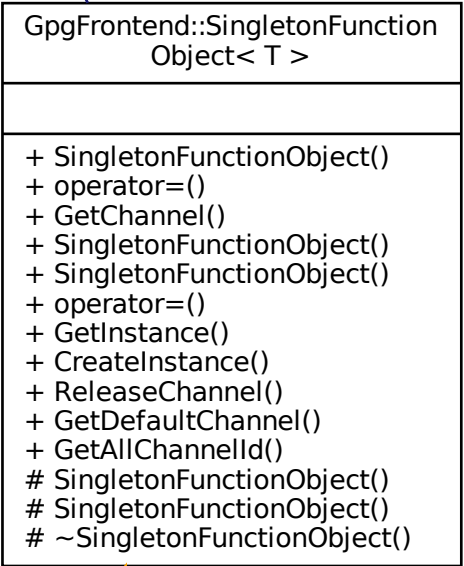 GpgFrontend::SingletonFunction
Object< T >
+ SingletonFunctionObject()
+ operator=()
+ GetChannel()
+ SingletonFunctionObject()
+ SingletonFunctionObject()
+ operator=()
+ GetInstance()
+ CreateInstance()
+ ReleaseChannel()
+ GetDefaultChannel()
+ GetAllChannelId()
# SingletonFunctionObject()
# SingletonFunctionObject()
# ~SingletonFunctionObject()